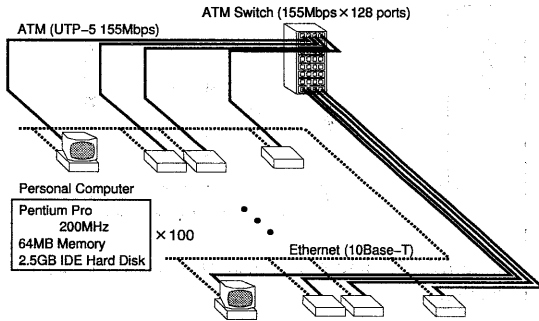 ATM Switch (155Mbps×128 ports)
ATM (UTP-5 155Mbps)
Personal Computer
Pentium Pro
200MHz
64MB Memory
2.5GB IDE Hard Disk
×100
Ethernet (10Base-T)